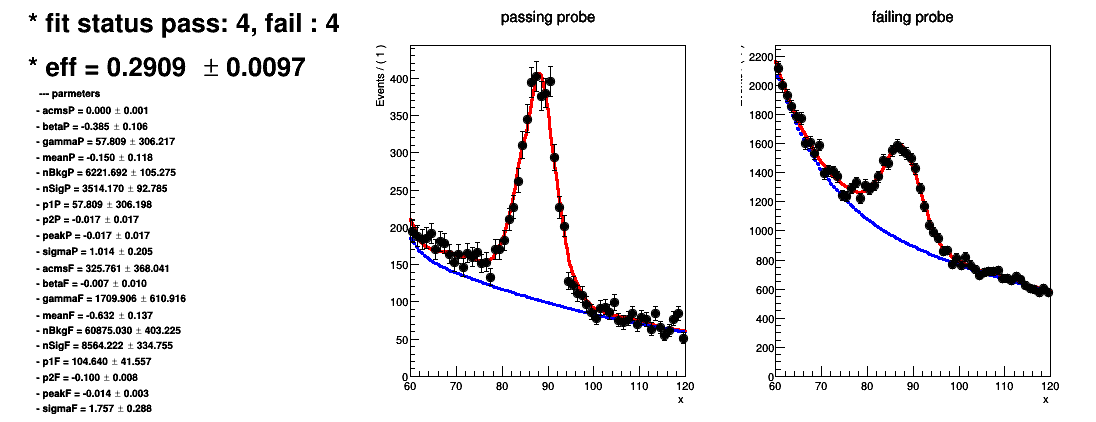 * fit status pass: 4, fail : 4
* eff = 0.2909 ± 0.0097
--- parmeters
- acmsP = 0.000 ± 0.001
- betaP = -0.385 ± 0.106
- gammaP = 57.809 ± 306.217
- meanP = -0.150 ± 0.118
- nBkgP = 6221.692 ± 105.275
- nSigP = 3514.170 ± 92.785
- p1P = 57.809 ± 306.198
- p2P = -0.017 ± 0.017
- peakP = -0.017 ± 0.017
- sigmaP = 1.014 ± 0.205
- acmsF = 325.761 ± 368.041
- betaF = -0.007 ± 0.010
- gammaF = 1709.906 ± 610.916
- meanF = -0.632 ± 0.137
- nBkgF = 60875.030 ± 403.225
- nSigF = 8564.222 ± 334.755
- p1F = 104.640 ± 41.557
- p2F = -0.100 ± 0.008
- peakF = -0.014 ± 0.003
- sigmaF = 1.757 ± 0.288
passing probe
Events / ( 1 )
400
350
300
250
200
150
100
50
0
60 70 80 90 100 110 120
x
failing probe
2200
2000
1800
1600
1400
1200
1000
800
600
400
200
0
60 70 80 90 100 110 120
x